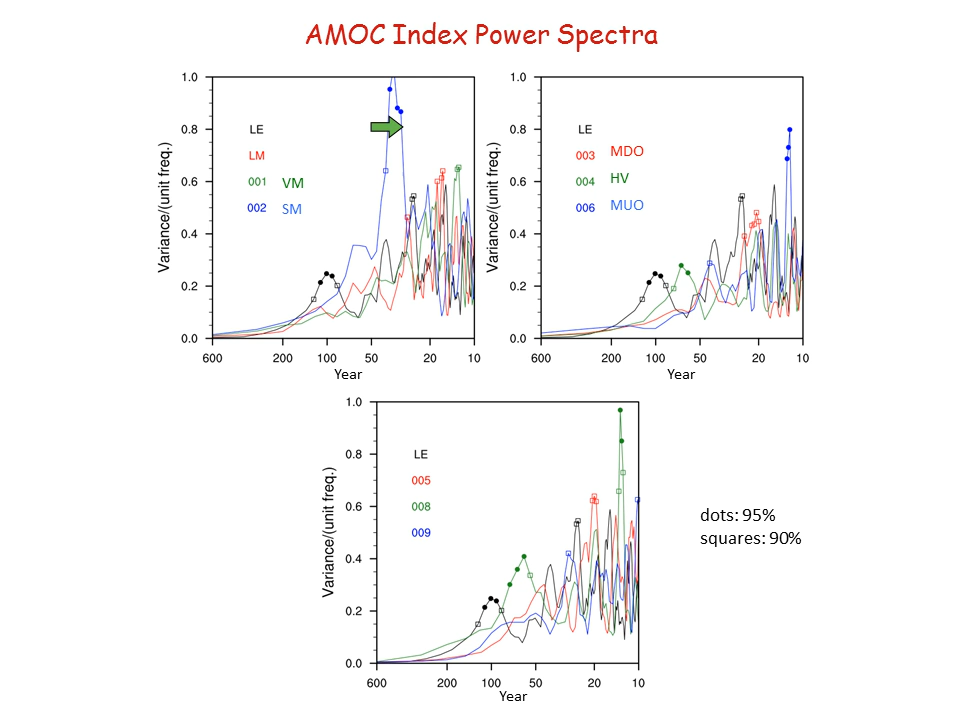 AMOC Index Power Spectra
1.0
0.8
0.6
0.4
0.2
0.0
Variance/(unit freq.)
LE
LM
001 VM
002 SM
600 200 100 50 20 10
Year
1.0
0.8
0.6
0.4
0.2
0.0
Variance/(unit freq.)
LE
003 MDO
004 HV
006 MUO
600 200 100 50 20 10
Year
1.0
0.8
0.6
0.4
0.2
0.0
Variance/(unit freq.)
LE
005
008
009
600 200 100 50 20 10
Year
dots: 95%
squares: 90%